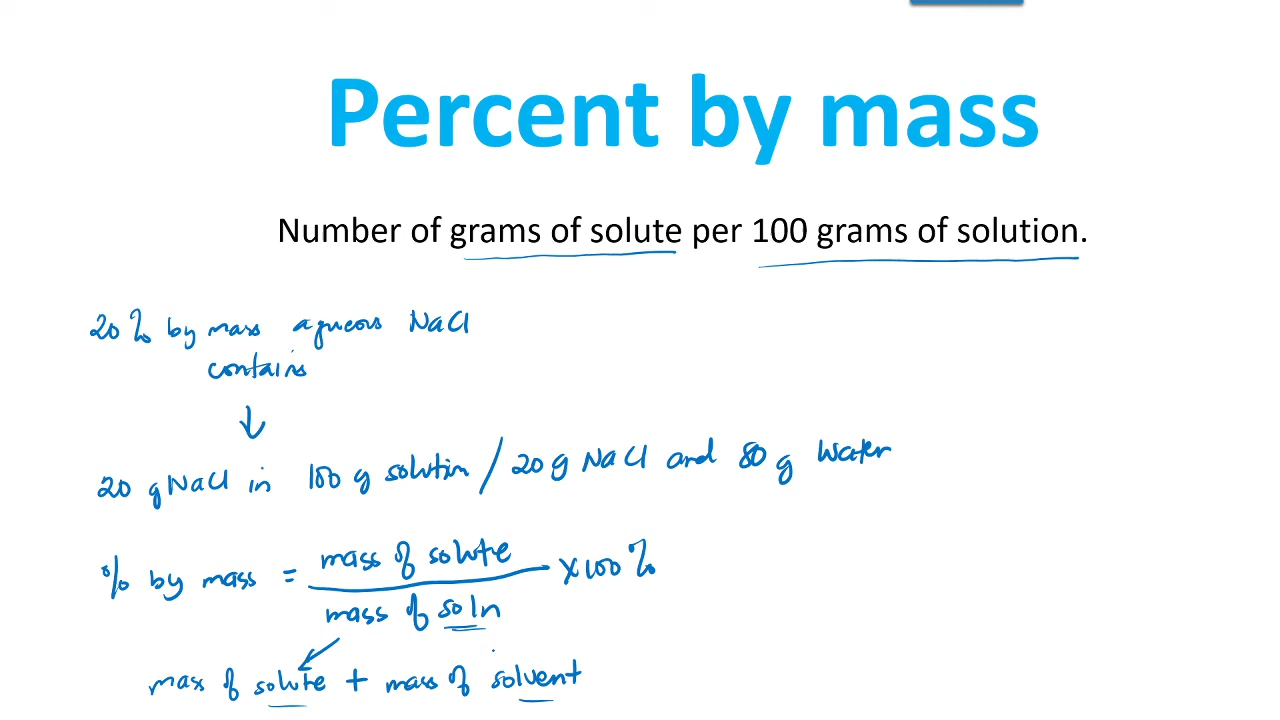 Percent by mass
Number of grams of solute per 100 grams of solution.
20% by mass aqueous NaCl
contains
20 g NaCl in 100 g solution / 20 g NaCl and 80 g water
% by mass = mass of solute / mass of soln × 100%
mass of solute + mass of solvent